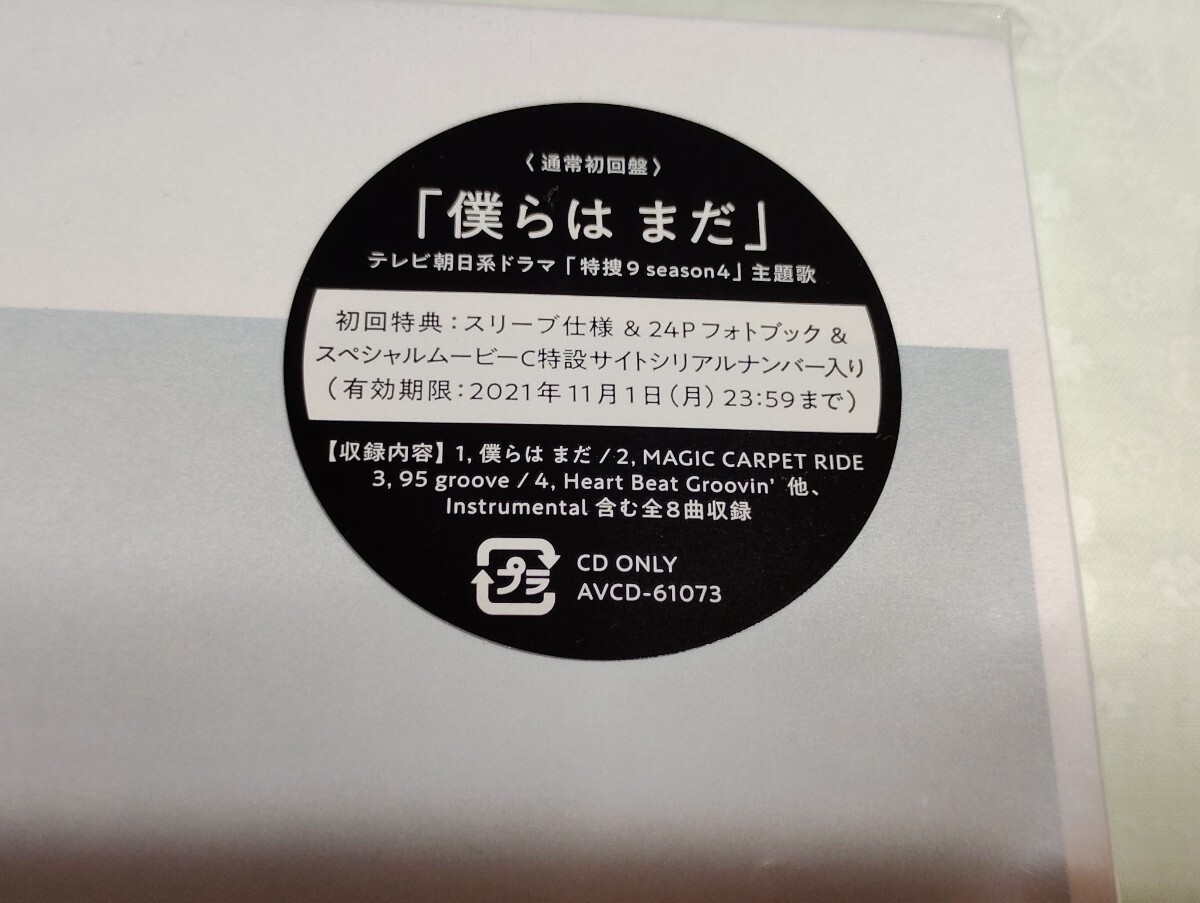 〈通常初回盤〉
「僕らは まだ」
テレビ朝日系ドラマ「特捜9 season4」主題歌
初回特典：スリーブ仕様 & 24P フォトブック &
スペシャルムービーC特設サイトシリアルナンバー入り
（有効期限：2021年11月1日（月）23:59まで）
【収録内容】1, 僕らは まだ / 2, MAGIC CARPET RIDE
3, 95 groove / 4, Heart Beat Groovin' 他、
Instrumental 含む全8曲収録
プラ
CD ONLY
AVCD-61073